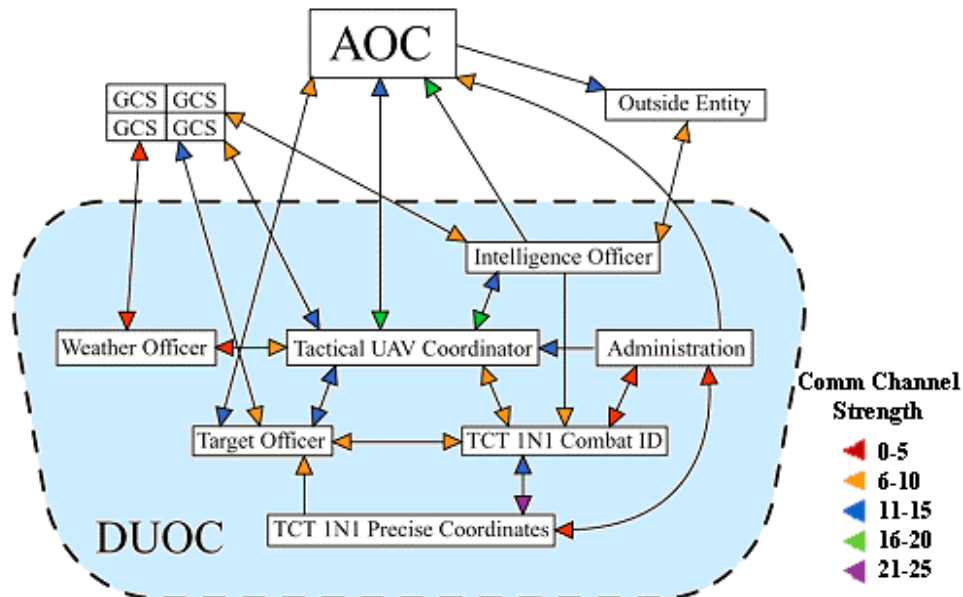 AOC
GCS GCS
GCS GCS
Outside Entity
Intelligence Officer
Weather Officer
Tactical UAV Coordinator
Administration
Target Officer
TCT 1N1 Combat ID
TCT 1N1 Precise Coordinates
DUOC
Comm Channel
Strength
0-5
6-10
11-15
16-20
21-25